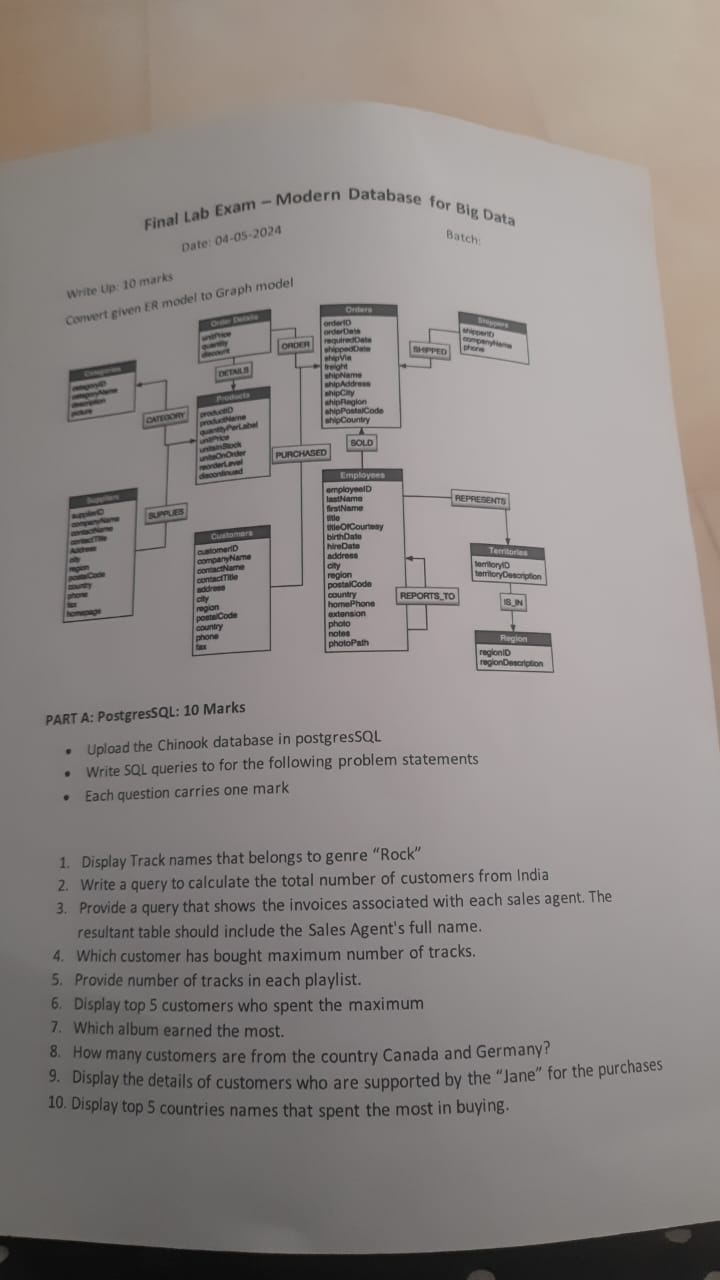 Final Lab Exam – Modern Database for Big Data
Date: 04-05-2024
Batch:
Write Up: 10 marks
Convert given ER model to Graph model
Order Details
unitPrice
quantity
discount
ORDER
DETAILS
Orders
orderID
orderDate
requiredDate
shippedDate
shipVia
freight
shipName
shipAddress
shipCity
shipRegion
shipPostalCode
shipCountry
SHIPPED
Shippers
shipperID
companyName
phone
Categories
categoryID
categoryName
description
picture
CATEGORY
Products
productID
productName
quantityPerLabel
unitPrice
unitsInStock
unitsOnOrder
reorderLevel
discontinued
PURCHASED
SOLD
Suppliers
supplierID
companyName
contactName
contactTitle
Address
city
region
postalCode
country
phone
fax
homepage
SUPPLIES
Customers
customerID
companyName
contactName
contactTitle
address
city
region
postalCode
country
phone
fax
Employees
employeeID
lastName
firstName
title
titleOfCourtesy
birthDate
hireDate
address
city
region
postalCode
country
homePhone
extension
photo
notes
photoPath
REPORTS_TO
REPRESENTS
Territories
territoryID
territoryDescription
IS_IN
Region
regionID
regionDescription
PART A: PostgresSQL: 10 Marks
• Upload the Chinook database in postgresSQL
• Write SQL queries to for the following problem statements
• Each question carries one mark
1. Display Track names that belongs to genre “Rock”
2. Write a query to calculate the total number of customers from India
3. Provide a query that shows the invoices associated with each sales agent. The
resultant table should include the Sales Agent's full name.
4. Which customer has bought maximum number of tracks.
5. Provide number of tracks in each playlist.
6. Display top 5 customers who spent the maximum
7. Which album earned the most.
8. How many customers are from the country Canada and Germany?
9. Display the details of customers who are supported by the “Jane” for the purchases
10. Display top 5 countries names that spent the most in buying.